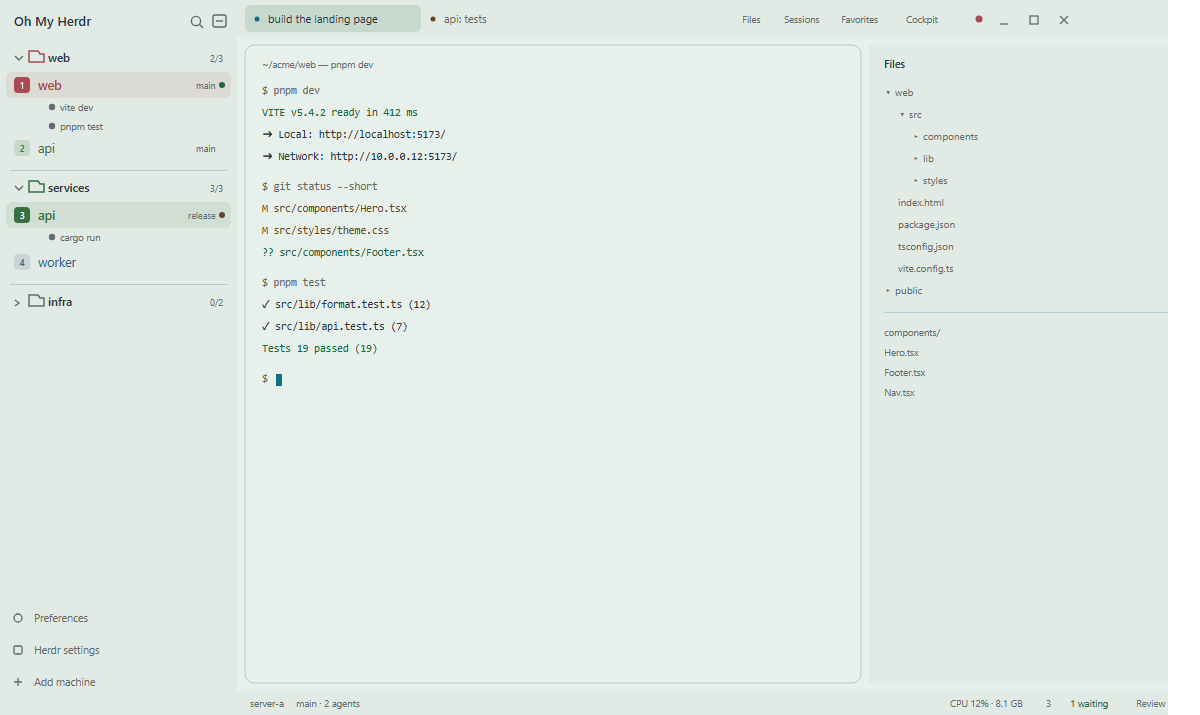 Oh My Herdr
web 2/3
1 web main
vite dev
pnpm test
2 api main
services 3/3
3 api release
cargo run
4 worker
infra 0/2
Preferences
Herdr settings
+ Add machine
build the landing page
api: tests
Files Sessions Favorites Cockpit
~/acme/web — pnpm dev
$ pnpm dev
VITE v5.4.2 ready in 412 ms
➜ Local: http://localhost:5173/
➜ Network: http://10.0.0.12:5173/
$ git status --short
M src/components/Hero.tsx
M src/styles/theme.css
?? src/components/Footer.tsx
$ pnpm test
✓ src/lib/format.test.ts (12)
✓ src/lib/api.test.ts (7)
Tests 19 passed (19)
$
Files
▾ web
▾ src
▸ components
▸ lib
▸ styles
index.html
package.json
tsconfig.json
vite.config.ts
▸ public
components/
Hero.tsx
Footer.tsx
Nav.tsx
server-a main · 2 agents
CPU 12% · 8.1 GB 3 1 waiting Review